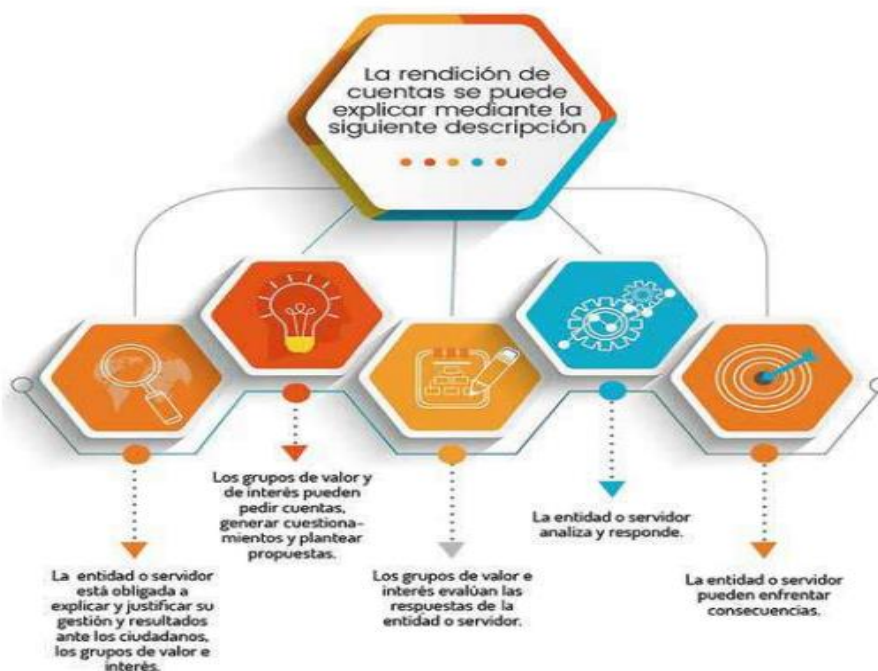 La rendición de
cuentas se puede
explicar mediante la
siguiente descripción
La entidad o servidor
está obligada a
explicar y justificar su
gestión y resultados
ante los ciudadanos,
los grupos de valor e
interés.
Los grupos de valor y
de interés pueden
pedir cuentas,
generar cuestiona-
mientos y plantear
propuestas.
Los grupos de valor e
interés evalúan las
respuestas de la
entidad o servidor.
La entidad o servidor
analiza y responde.
La entidad o servidor
pueden enfrentar
consecuencias.